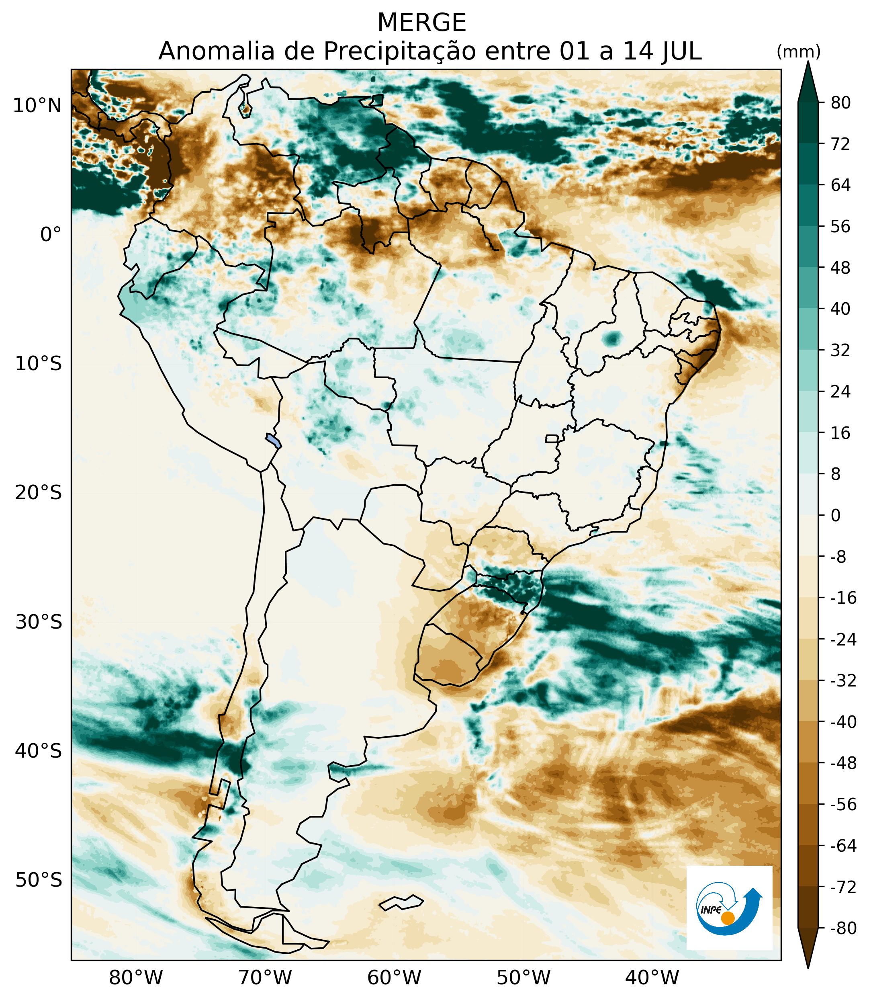 MERGE
Anomalia de Precipitação entre 01 a 14 JUL
(mm)
10°N
0°
10°S
20°S
30°S
40°S
50°S
80°W
70°W
60°W
50°W
40°W
80
72
64
56
48
40
32
24
16
8
0
-8
-16
-24
-32
-40
-48
-56
-64
-72
-80
INPE